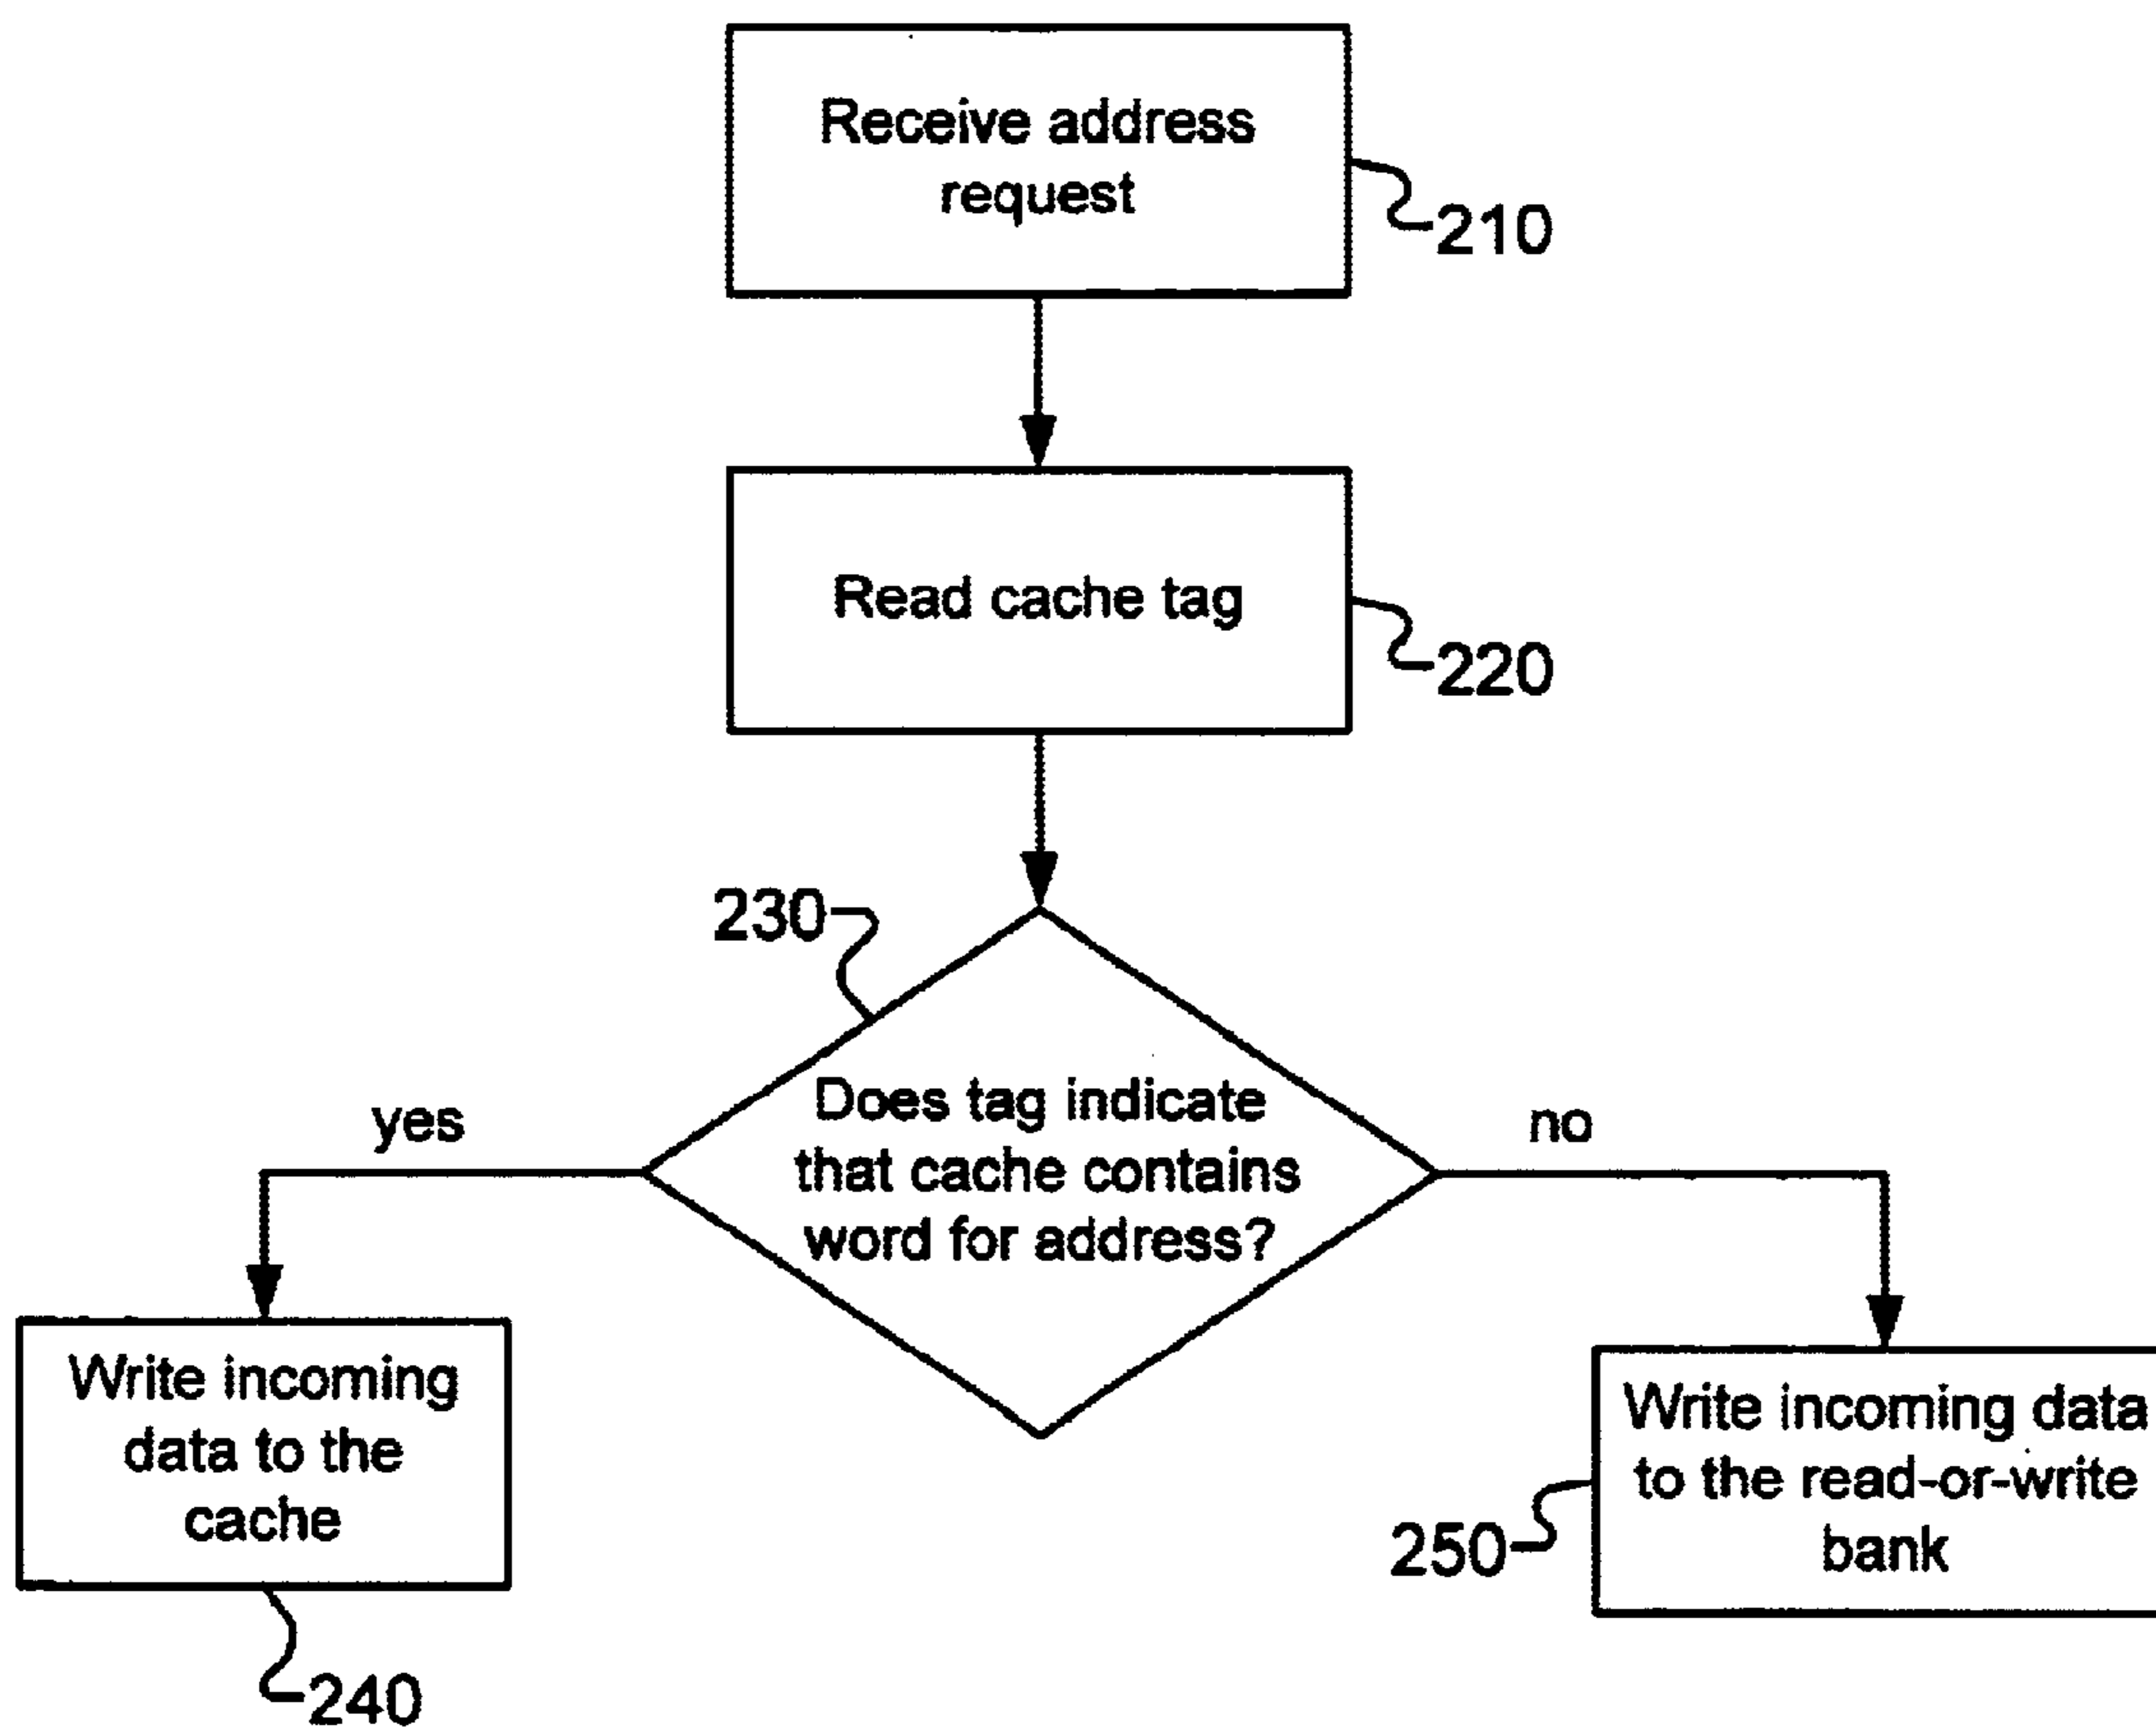 Receive address
request
210
Read cache tag
220
230
Does tag indicate
that cache contains
word for address?
yes
no
Write incoming
data to the
cache
240
Write incoming data
to the read-or-write
bank
250